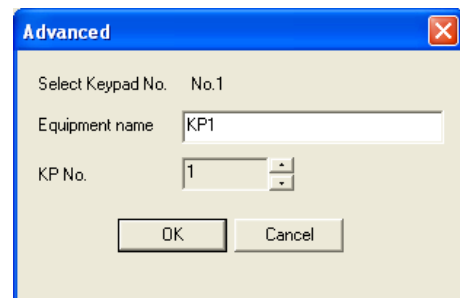 Advanced
Select Keypad No. No.1
Equipment name KP1
KP No. 1
OK Cancel